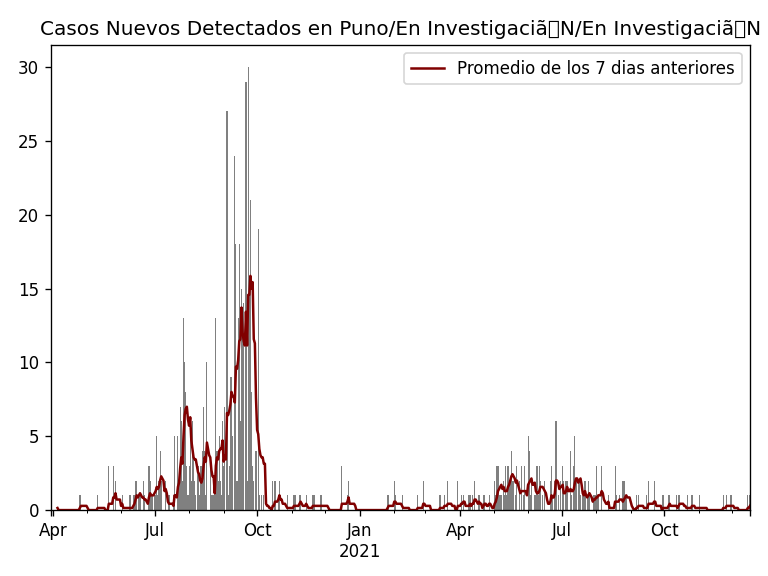 Casos Nuevos Detectados en Puno/En Investigaciã▯N/En Investigaciã▯N
Promedio de los 7 dias anteriores
30
25
20
15
10
5
0
Apr Jul Oct Jan Apr Jul Oct
2021